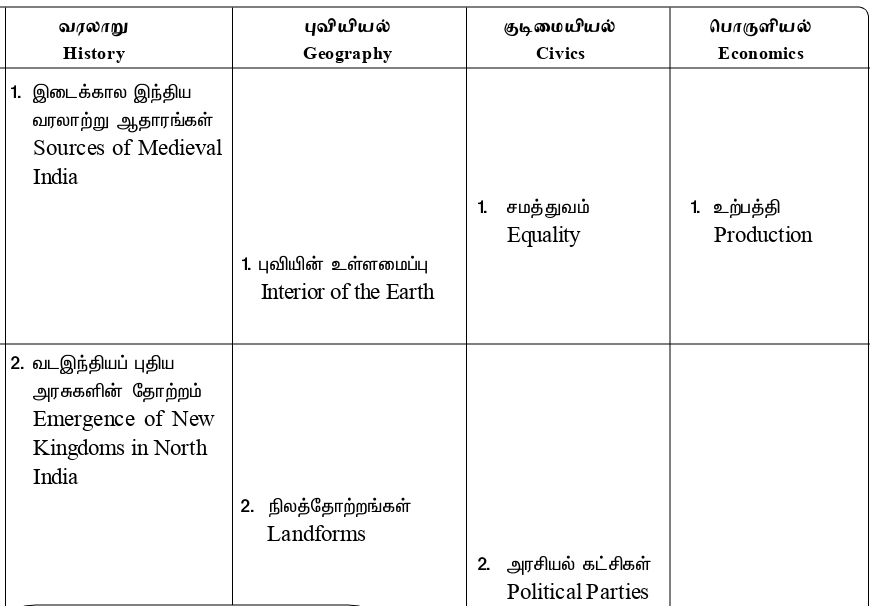 வரலாறு
History
புவியியல்
Geography
குடிமையியல்
Civics
பொருளியல்
Economics
1. இடைக்கால இந்திய
வரலாற்று ஆதாரங்கள்
Sources of Medieval
India
1. புவியின் உள்ளமைப்பு
Interior of the Earth
1. சமத்துவம்
Equality
1. உற்பத்தி
Production
2. வடஇந்தியப் புதிய
அரசுகளின் தோற்றம்
Emergence of New
Kingdoms in North
India
2. நிலத்தோற்றங்கள்
Landforms
2. அரசியல் கட்சிகள்
Political Parties